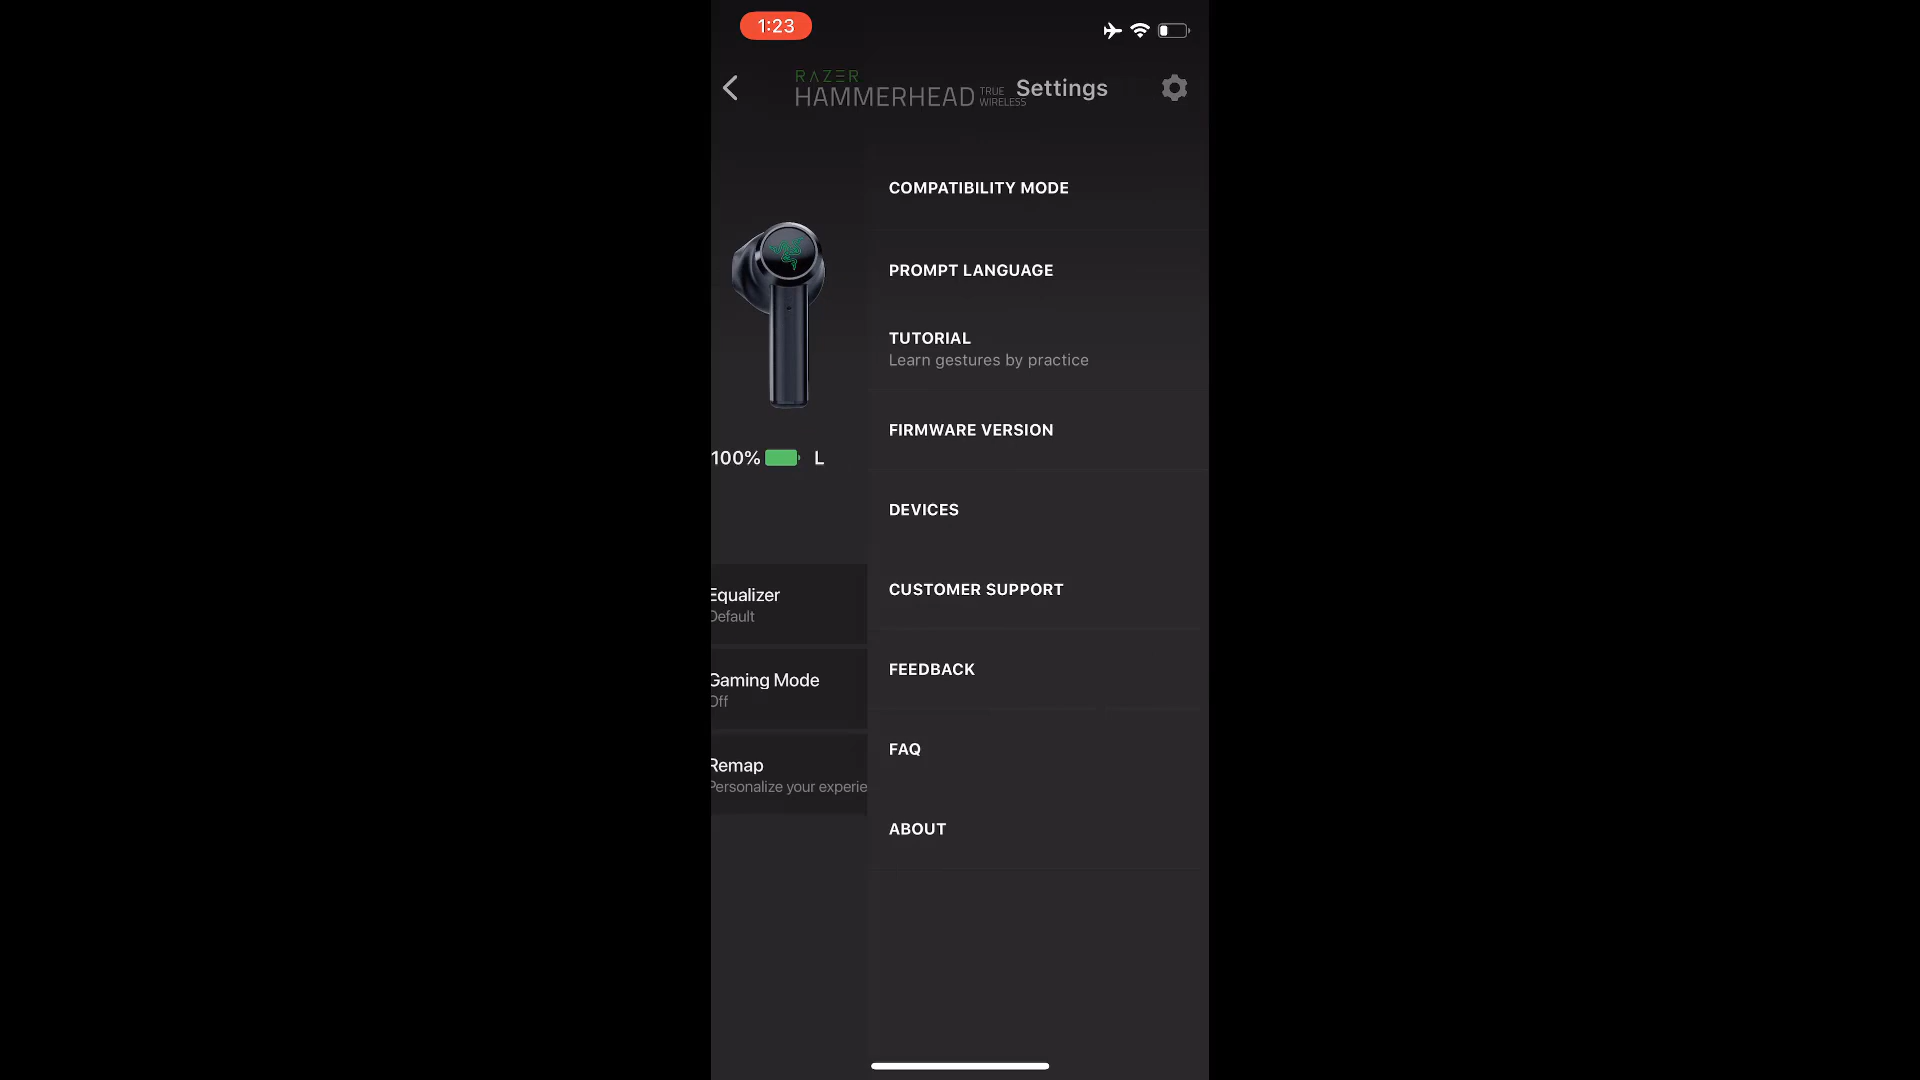 1:23
RAZER
HAMMERHEAD TRUE WIRELESS
Settings
100% L
Equalizer
Default
Gaming Mode
Off
Remap
Personalize your experie
COMPATIBILITY MODE
PROMPT LANGUAGE
TUTORIAL
Learn gestures by practice
FIRMWARE VERSION
DEVICES
CUSTOMER SUPPORT
FEEDBACK
FAQ
ABOUT